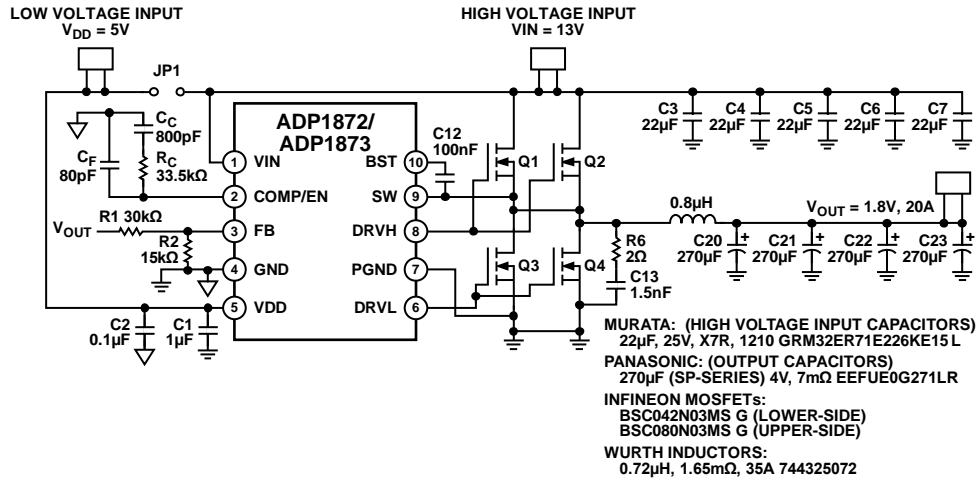 LOW VOLTAGE INPUT
VDD = 5V
HIGH VOLTAGE INPUT
VIN = 13V
JP1
CC
800pF
CF
80pF
RC
33.5kΩ
VOUT
R1 30kΩ
R2
15kΩ
C2
0.1µF
C1
1µF
ADP1872/
ADP1873
1 VIN
2 COMP/EN
3 FB
4 GND
5 VDD
BST 10
SW 9
DRVH 8
PGND 7
DRVL 6
C12
100nF
Q1
Q2
Q3
Q4
C3
22µF
C4
22µF
C5
22µF
C6
22µF
C7
22µF
0.8µH
VOUT = 1.8V, 20A
R6
2Ω
C13
1.5nF
C20
270µF
+
C21
270µF
+
C22
270µF
+
C23
270µF
+
MURATA: (HIGH VOLTAGE INPUT CAPACITORS)
22µF, 25V, X7R, 1210 GRM32ER71E226KE15 L
PANASONIC: (OUTPUT CAPACITORS)
270µF (SP-SERIES) 4V, 7mΩ EEFUE0G271LR
INFINEON MOSFETs:
BSC042N03MS G (LOWER-SIDE)
BSC080N03MS G (UPPER-SIDE)
WURTH INDUCTORS:
0.72µH, 1.65mΩ, 35A 744325072